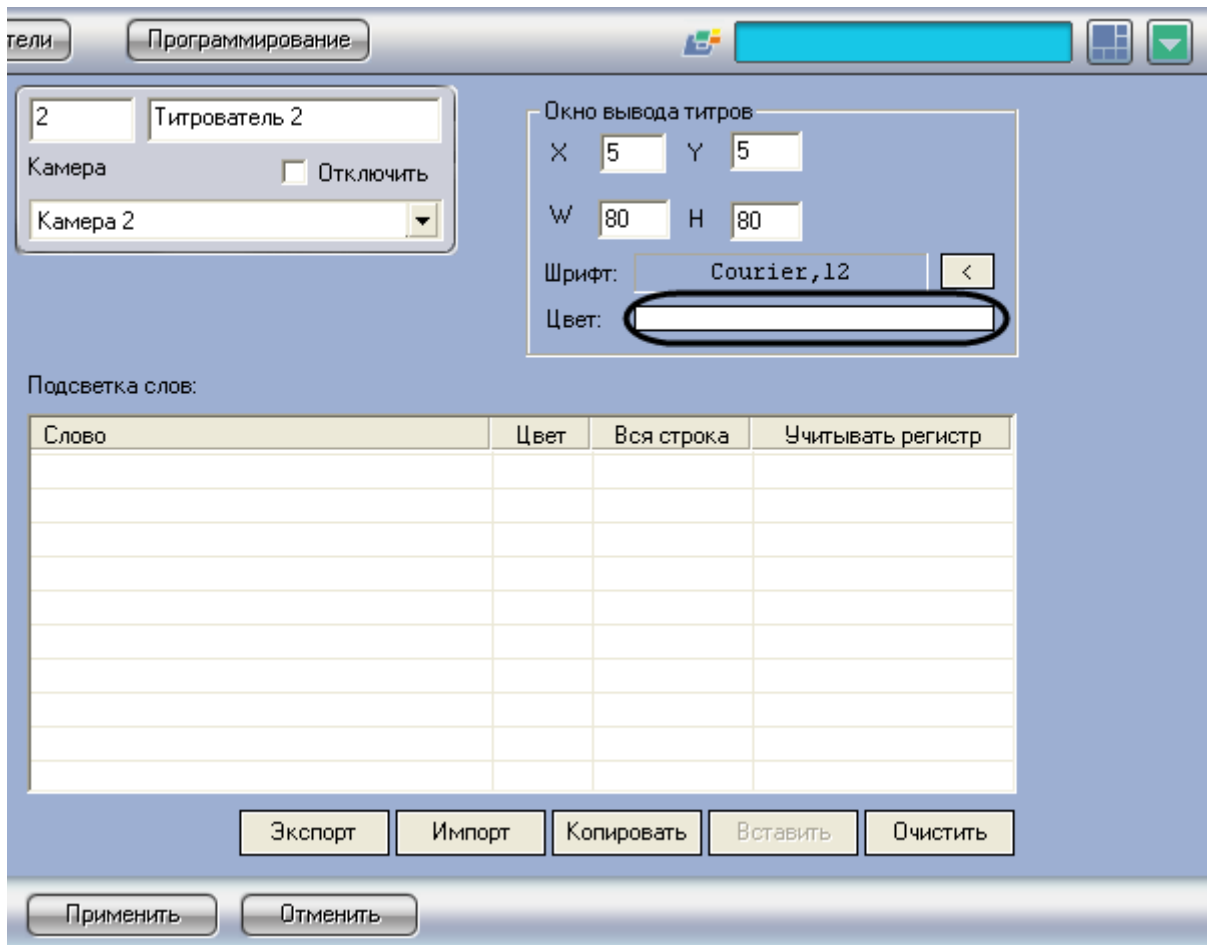 тели Программирование
2 Титрователь 2
Камера Отключить
Камера 2
Окно вывода титров
X 5 Y 5
W 80 H 80
Шрифт: Courier,12 <
Цвет:
Подсветка слов:
Слово Цвет Вся строка Учитывать регистр
Экспорт Импорт Копировать Вставить Очистить
Применить Отменить